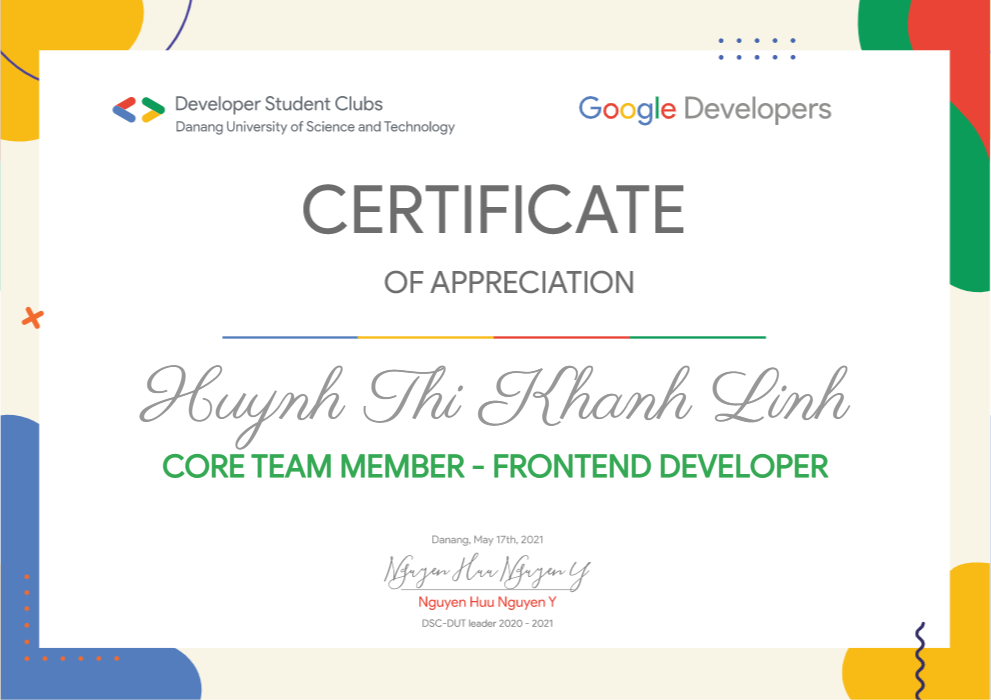 Developer Student Clubs
Danang University of Science and Technology
Google Developers
CERTIFICATE
OF APPRECIATION
Huynh Thi Khanh Linh
CORE TEAM MEMBER - FRONTEND DEVELOPER
Danang, May 17th, 2021
Nguyen Huu Nguyen Y
Nguyen Huu Nguyen Y
DSC-DUT leader 2020 - 2021